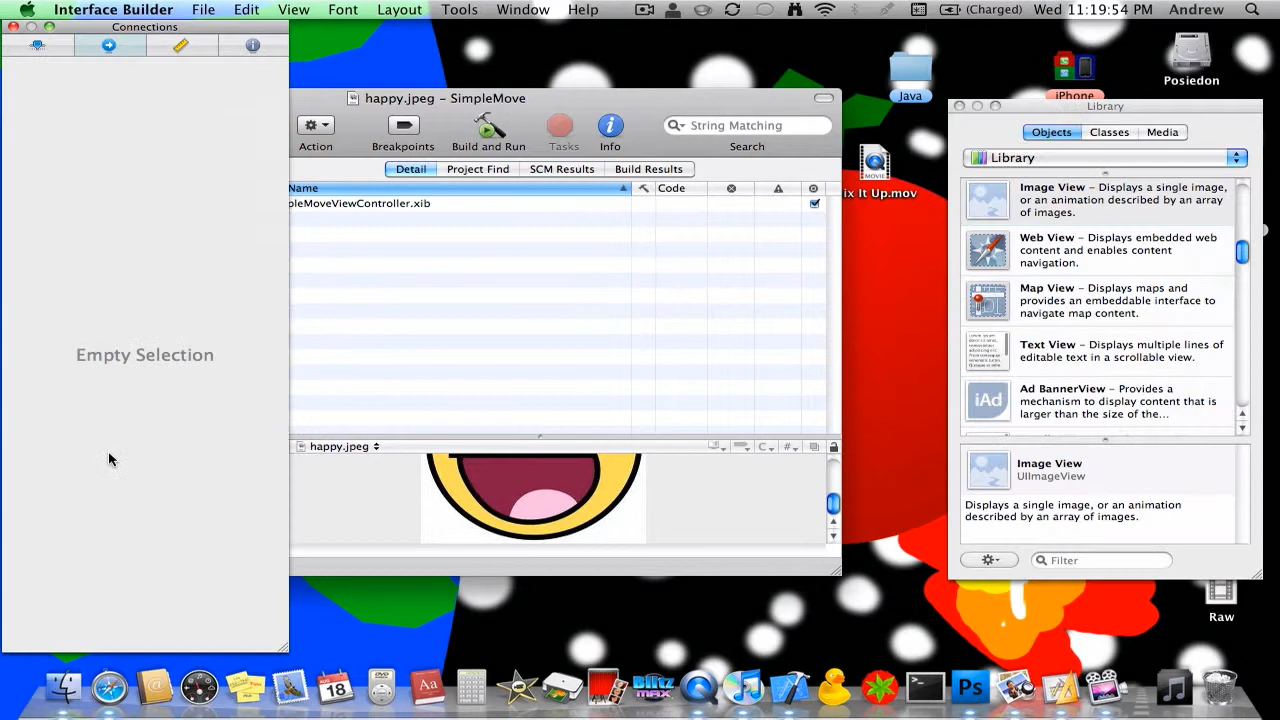 Interface Builder File Edit View Font Layout Tools Window Help (Charged) Wed 11:19:54 PM Andrew
Connections
Empty Selection
happy.jpeg – SimpleMove
String Matching
Action Breakpoints Build and Run Tasks Info Search
Detail Project Find SCM Results Build Results
Name Code
pleMoveViewController.xib
happy.jpeg
C #
Java
iPhone
Posiedon
ix It Up.mov
MOVIE
Library
Objects Classes Media
Library
Image View – Displays a single image,
or an animation described by an array
of images.
Web View – Displays embedded web
content and enables content
navigation.
Map View – Displays maps and
provides an embeddable interface to
navigate map content.
Text View – Displays multiple lines of
editable text in a scrollable view.
iAd
Ad BannerView – Provides a
mechanism to display content that is
larger than the size of the...
Image View
UIImageView
Displays a single image, or an animation
described by an array of images.
Filter
Raw
18
Aa
BLITZ
MAX
Ps